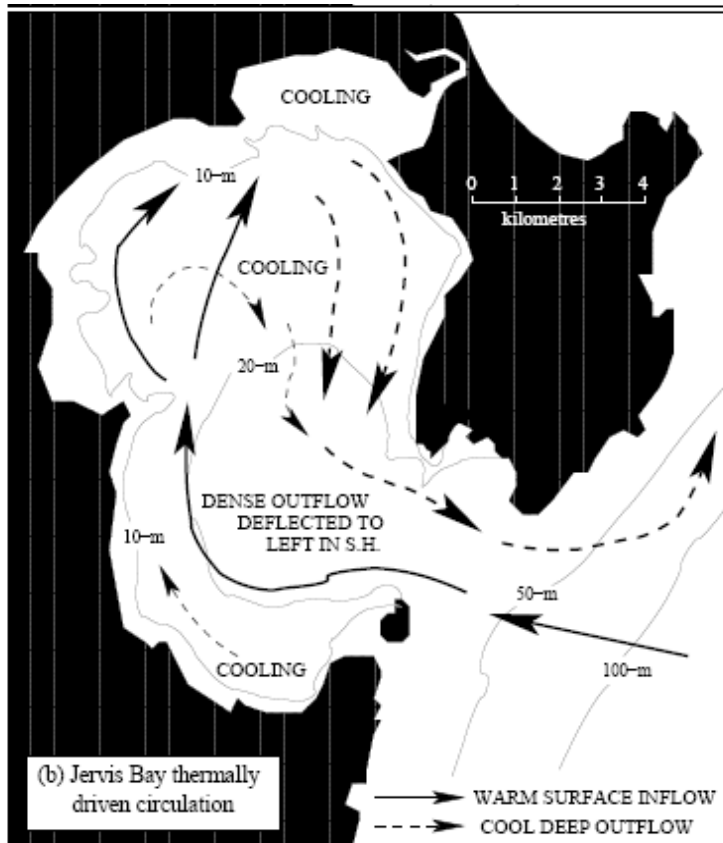 COOLING
10-m
0 1 2 3 4
kilometres
COOLING
20-m
DENSE OUTFLOW
DEFLECTED TO
LEFT IN S.H.
10-m
50-m
100-m
COOLING
(b) Jervis Bay thermally
driven circulation
WARM SURFACE INFLOW
COOL DEEP OUTFLOW